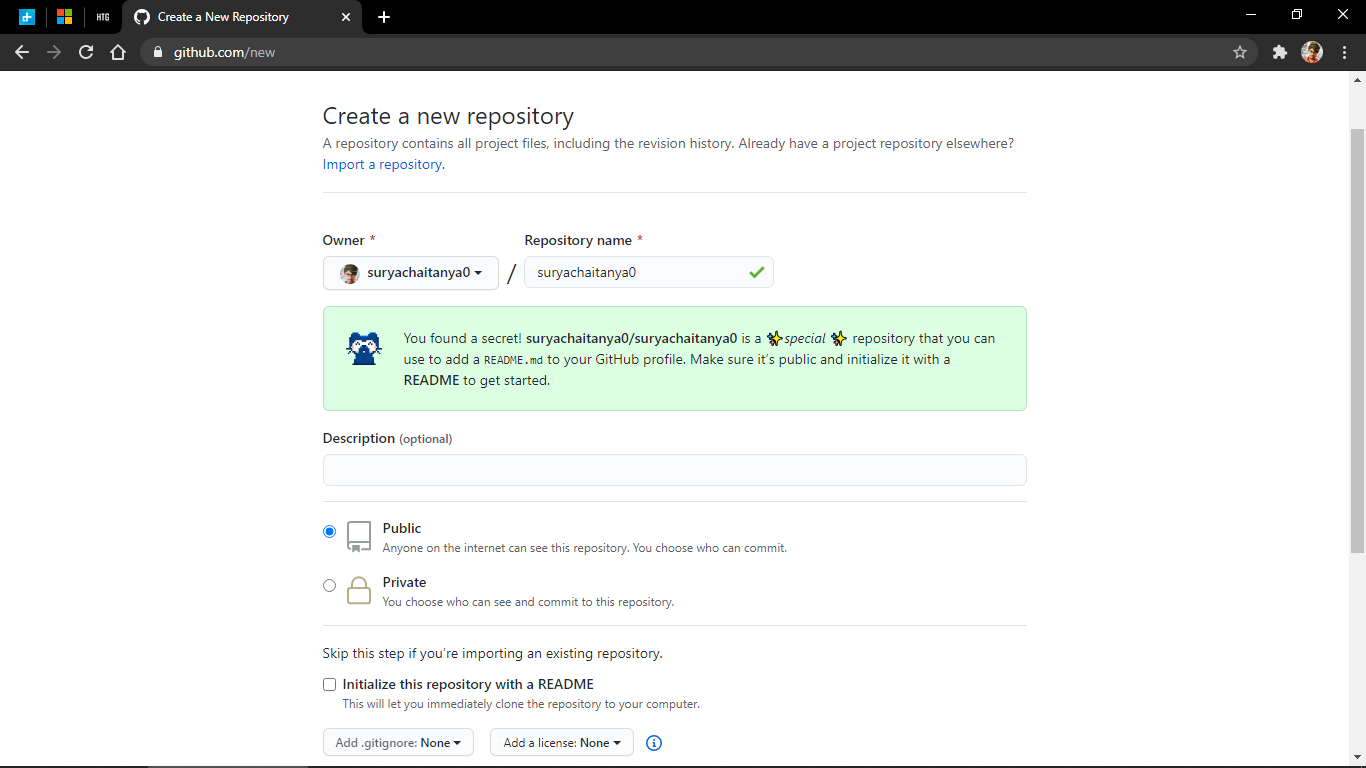 HTG
Create a New Repository
github.com/new
Create a new repository
A repository contains all project files, including the revision history. Already have a project repository elsewhere?
Import a repository.
Owner *
Repository name *
suryachaitanya0
/
suryachaitanya0
You found a secret! suryachaitanya0/suryachaitanya0 is a ✨special ✨ repository that you can
use to add a README.md to your GitHub profile. Make sure it’s public and initialize it with a
README to get started.
Description (optional)
Public
Anyone on the internet can see this repository. You choose who can commit.
Private
You choose who can see and commit to this repository.
Skip this step if you’re importing an existing repository.
Initialize this repository with a README
This will let you immediately clone the repository to your computer.
Add .gitignore: None
Add a license: None